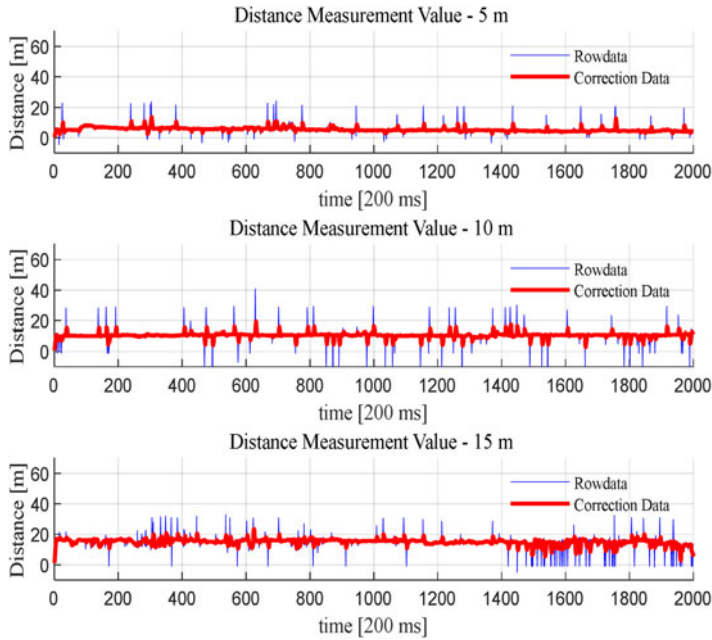 Distance Measurement Value - 5 m
Distance [m]
60
40
20
0
Rowdata
Correction Data
0 200 400 600 800 1000 1200 1400 1600 1800 2000
time [200 ms]
Distance Measurement Value - 10 m
Distance [m]
60
40
20
0
Rowdata
Correction Data
0 200 400 600 800 1000 1200 1400 1600 1800 2000
time [200 ms]
Distance Measurement Value - 15 m
Distance [m]
60
40
20
0
Rowdata
Correction Data
0 200 400 600 800 1000 1200 1400 1600 1800 2000
time [200 ms]